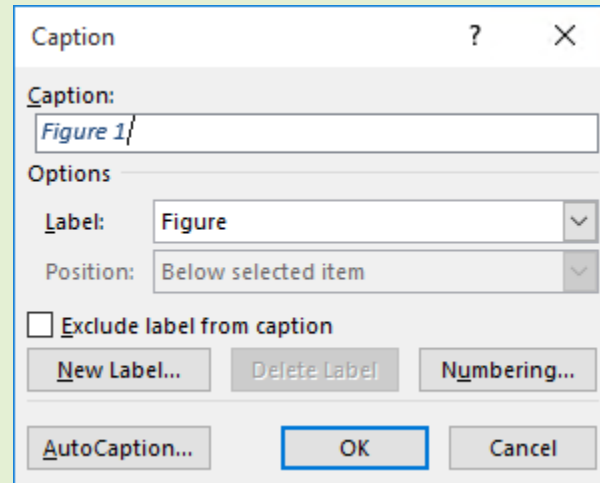 Caption ?
Caption:
Figure 1
Options
Label: Figure
Position: Below selected item
Exclude label from caption
New Label... Delete Label Numbering...
AutoCaption... OK Cancel